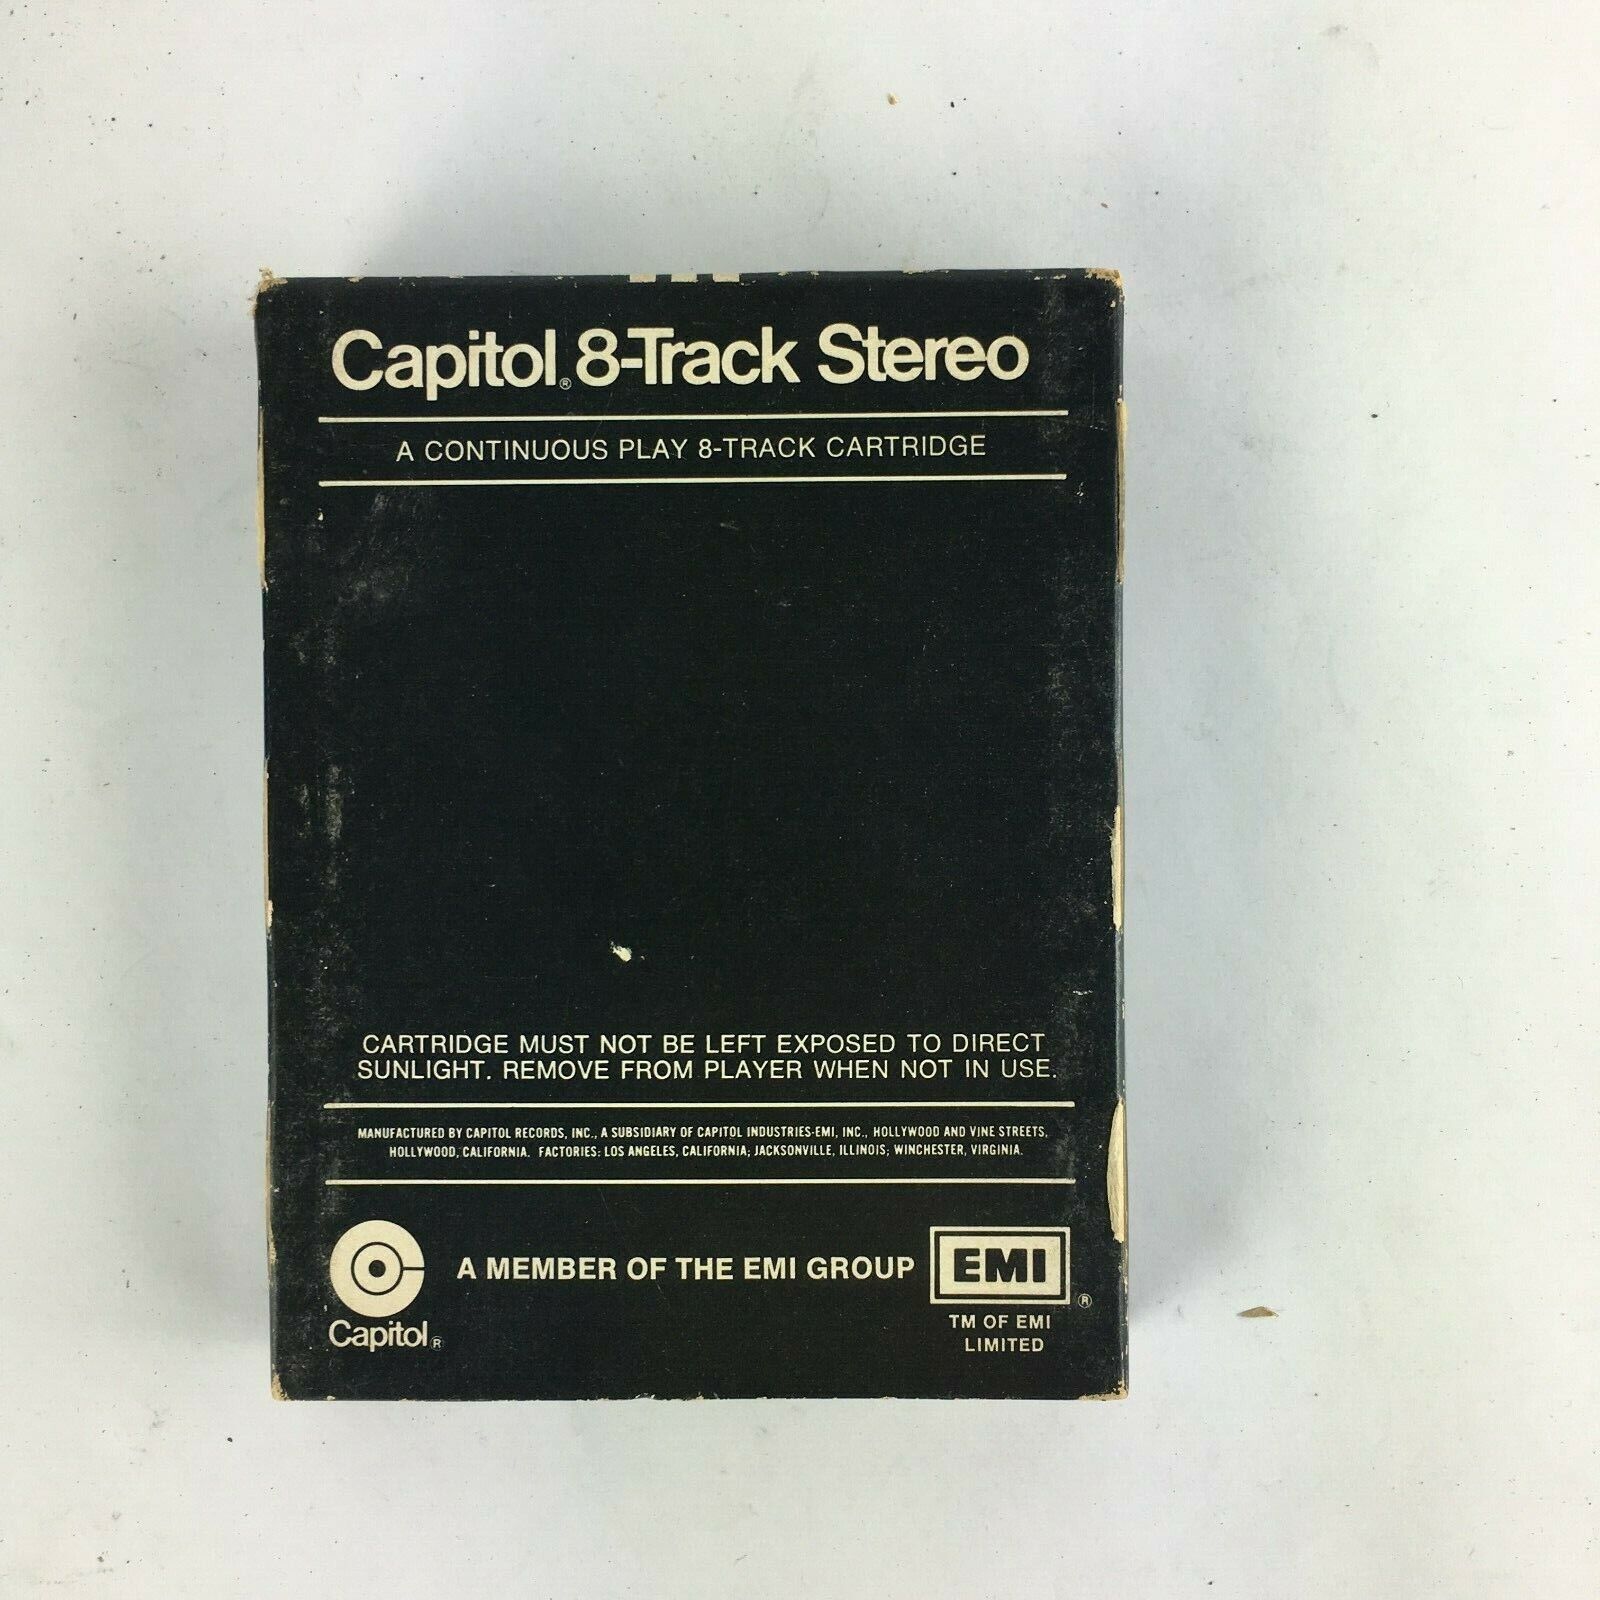 Capitol® 8-Track Stereo
A CONTINUOUS PLAY 8-TRACK CARTRIDGE
CARTRIDGE MUST NOT BE LEFT EXPOSED TO DIRECT
SUNLIGHT. REMOVE FROM PLAYER WHEN NOT IN USE.
MANUFACTURED BY CAPITOL RECORDS, INC., A SUBSIDIARY OF CAPITOL INDUSTRIES-EMI, INC., HOLLYWOOD AND VINE STREETS,
HOLLYWOOD, CALIFORNIA. FACTORIES: LOS ANGELES, CALIFORNIA; JACKSONVILLE, ILLINOIS; WINCHESTER, VIRGINIA.
Capitol®
A MEMBER OF THE EMI GROUP
EMI®
TM OF EMI
LIMITED